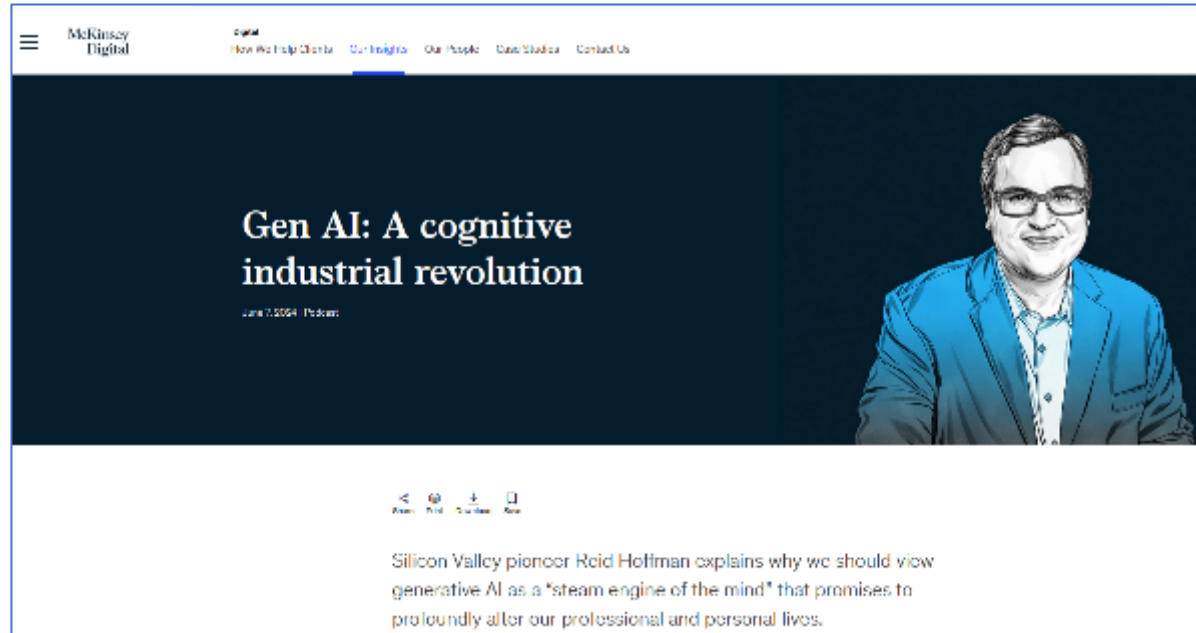 McKinsey
Digital
Digital
How We Help Clients Our Insights Our People Case Studies Contact Us
Gen AI: A cognitive
industrial revolution
June 7, 2024 Podcast
Share Print Download Save
Silicon Valley pioneer Reid Hoffman explains why we should view
generative AI as a “steam engine of the mind” that promises to
profoundly alter our professional and personal lives.